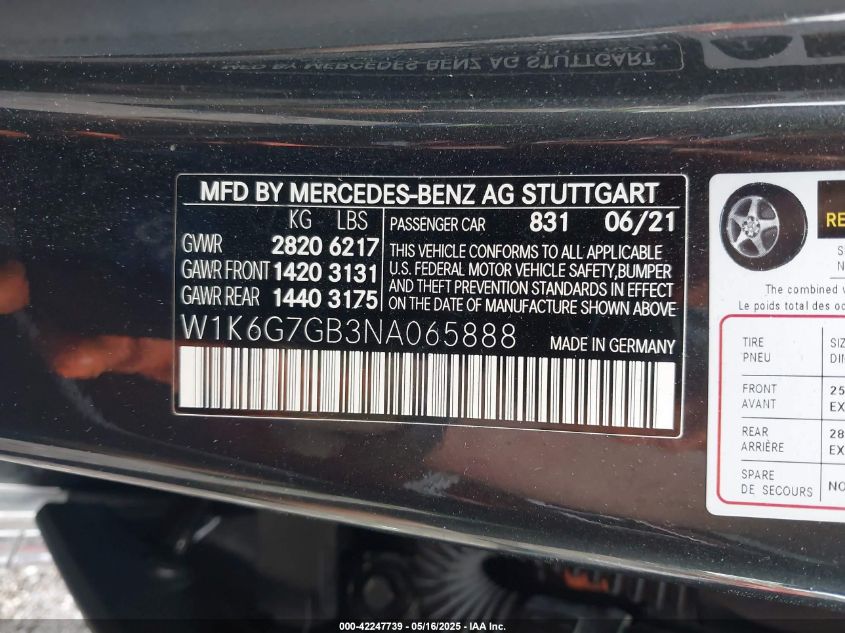 MFD BY MERCEDES-BENZ AG STUTTGART
MFD BY MERCEDES-BENZ AG STUTTGART
KG LBS
GVWR 2820 6217
GAWR FRONT 1420 3131
GAWR REAR 1440 3175
PASSENGER CAR 831 06/21
THIS VEHICLE CONFORMS TO ALL APPLICABLE
U.S. FEDERAL MOTOR VEHICLE SAFETY,BUMPER
AND THEFT PREVENTION STANDARDS IN EFFECT
ON THE DATE OF MANUFACTURE SHOWN ABOVE
W1K6G7GB3NA065888 MADE IN GERMANY
The combined
Le poids total des
TIRE
PNEU
FRONT
AVANT
REAR
ARRIÈRE
SPARE
DE SECOURS
000-42247739 - 05/16/2025 - IAA Inc.